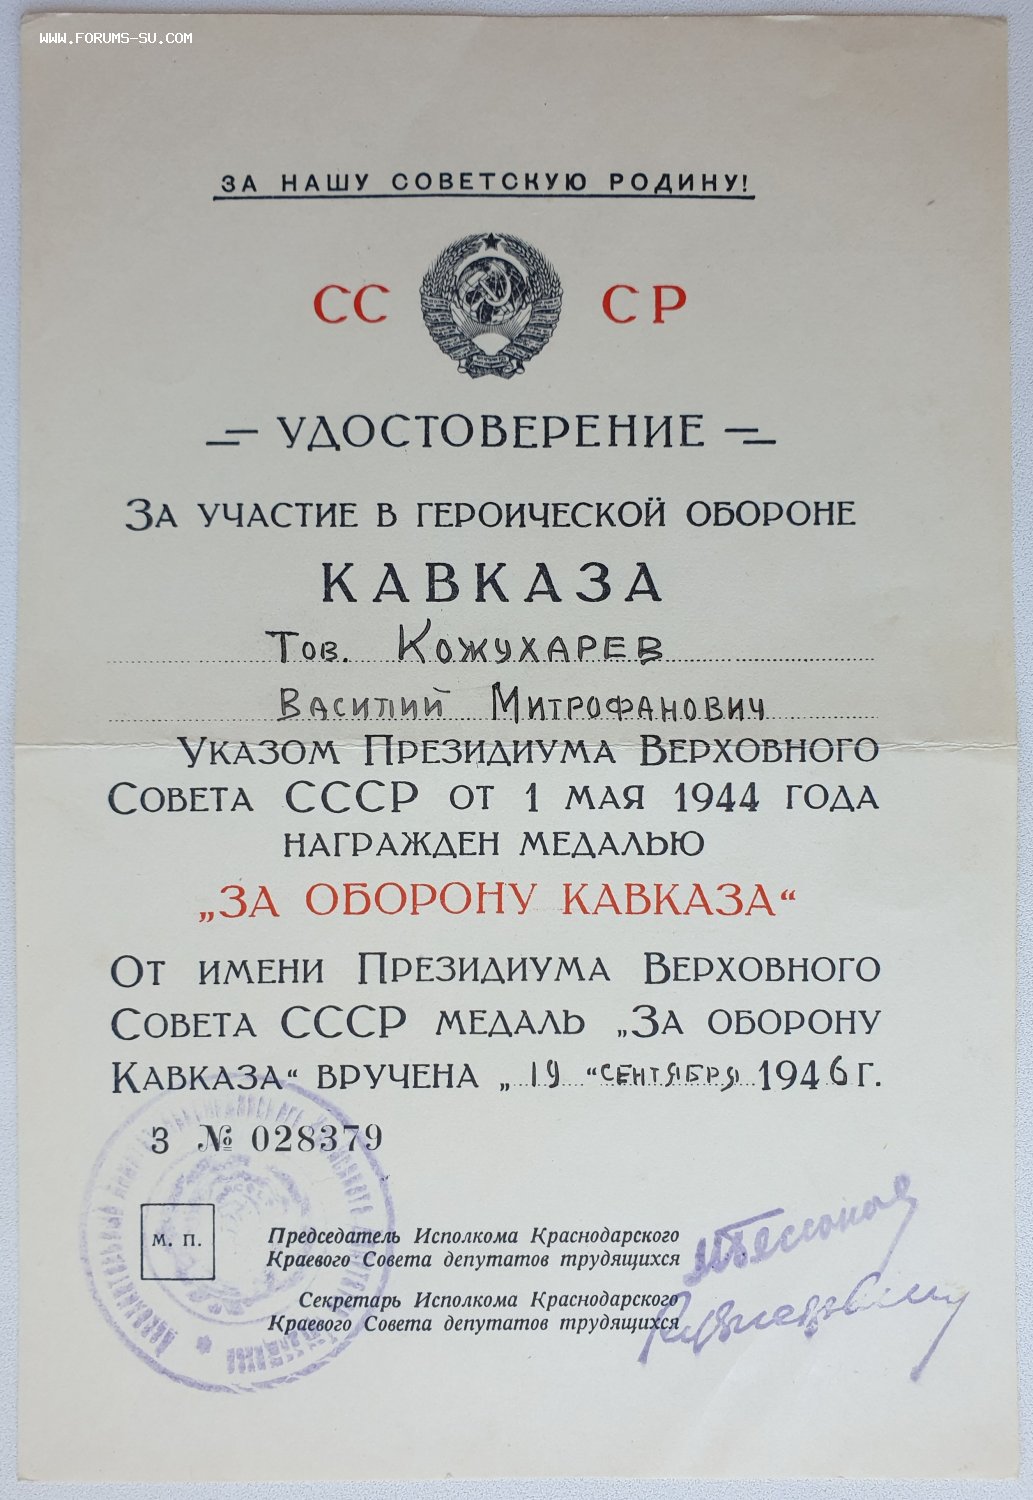 WWW.FORUMS-SU.COM
ЗА НАШУ СОВЕТСКУЮ РОДИНУ!
СС СР
УДОСТОВЕРЕНИЕ
ЗА УЧАСТИЕ В ГЕРОИЧЕСКОЙ ОБОРОНЕ
КАВКАЗА
Тов. КОЖУХАРЕВ
ВАСИЛИЙ МИТРОФАНОВИЧ
УКАЗОМ ПРЕЗИДИУМА ВЕРХОВНОГО
СОВЕТА СССР ОТ 1 МАЯ 1944 ГОДА
НАГРАЖДЕН МЕДАЛЬЮ
„ЗА ОБОРОНУ КАВКАЗА“
ОТ ИМЕНИ ПРЕЗИДИУМА ВЕРХОВНОГО
СОВЕТА СССР МЕДАЛЬ „ЗА ОБОРОНУ
КАВКАЗА“ ВРУЧЕНА „19“ СЕНТЯБРЯ 1946 Г.
З № 028379
М. П.
Председатель Исполкома Краснодарского
Краевого Совета депутатов трудящихся
Секретарь Исполкома Краснодарского
Краевого Совета депутатов трудящихся